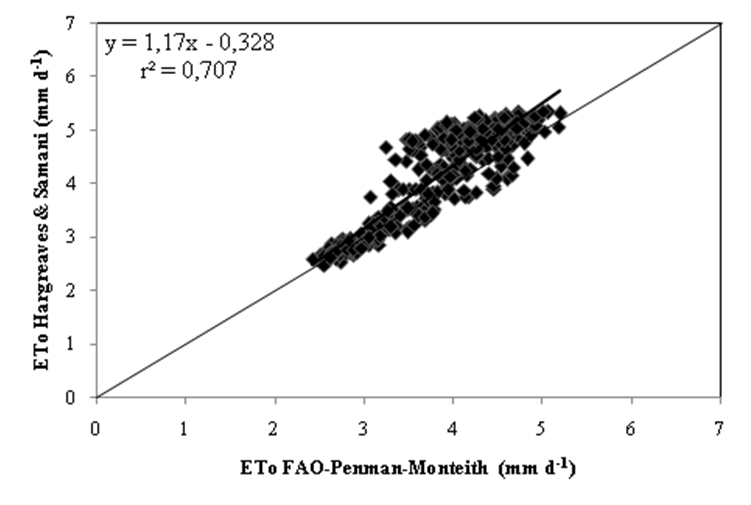 y = 1,17x - 0,328
r² = 0,707
ETo Hargreaves & Samani (mm d⁻¹)
7
6
5
4
3
2
1
0
0 1 2 3 4 5 6 7
ETo FAO-Penman-Monteith (mm d⁻¹)